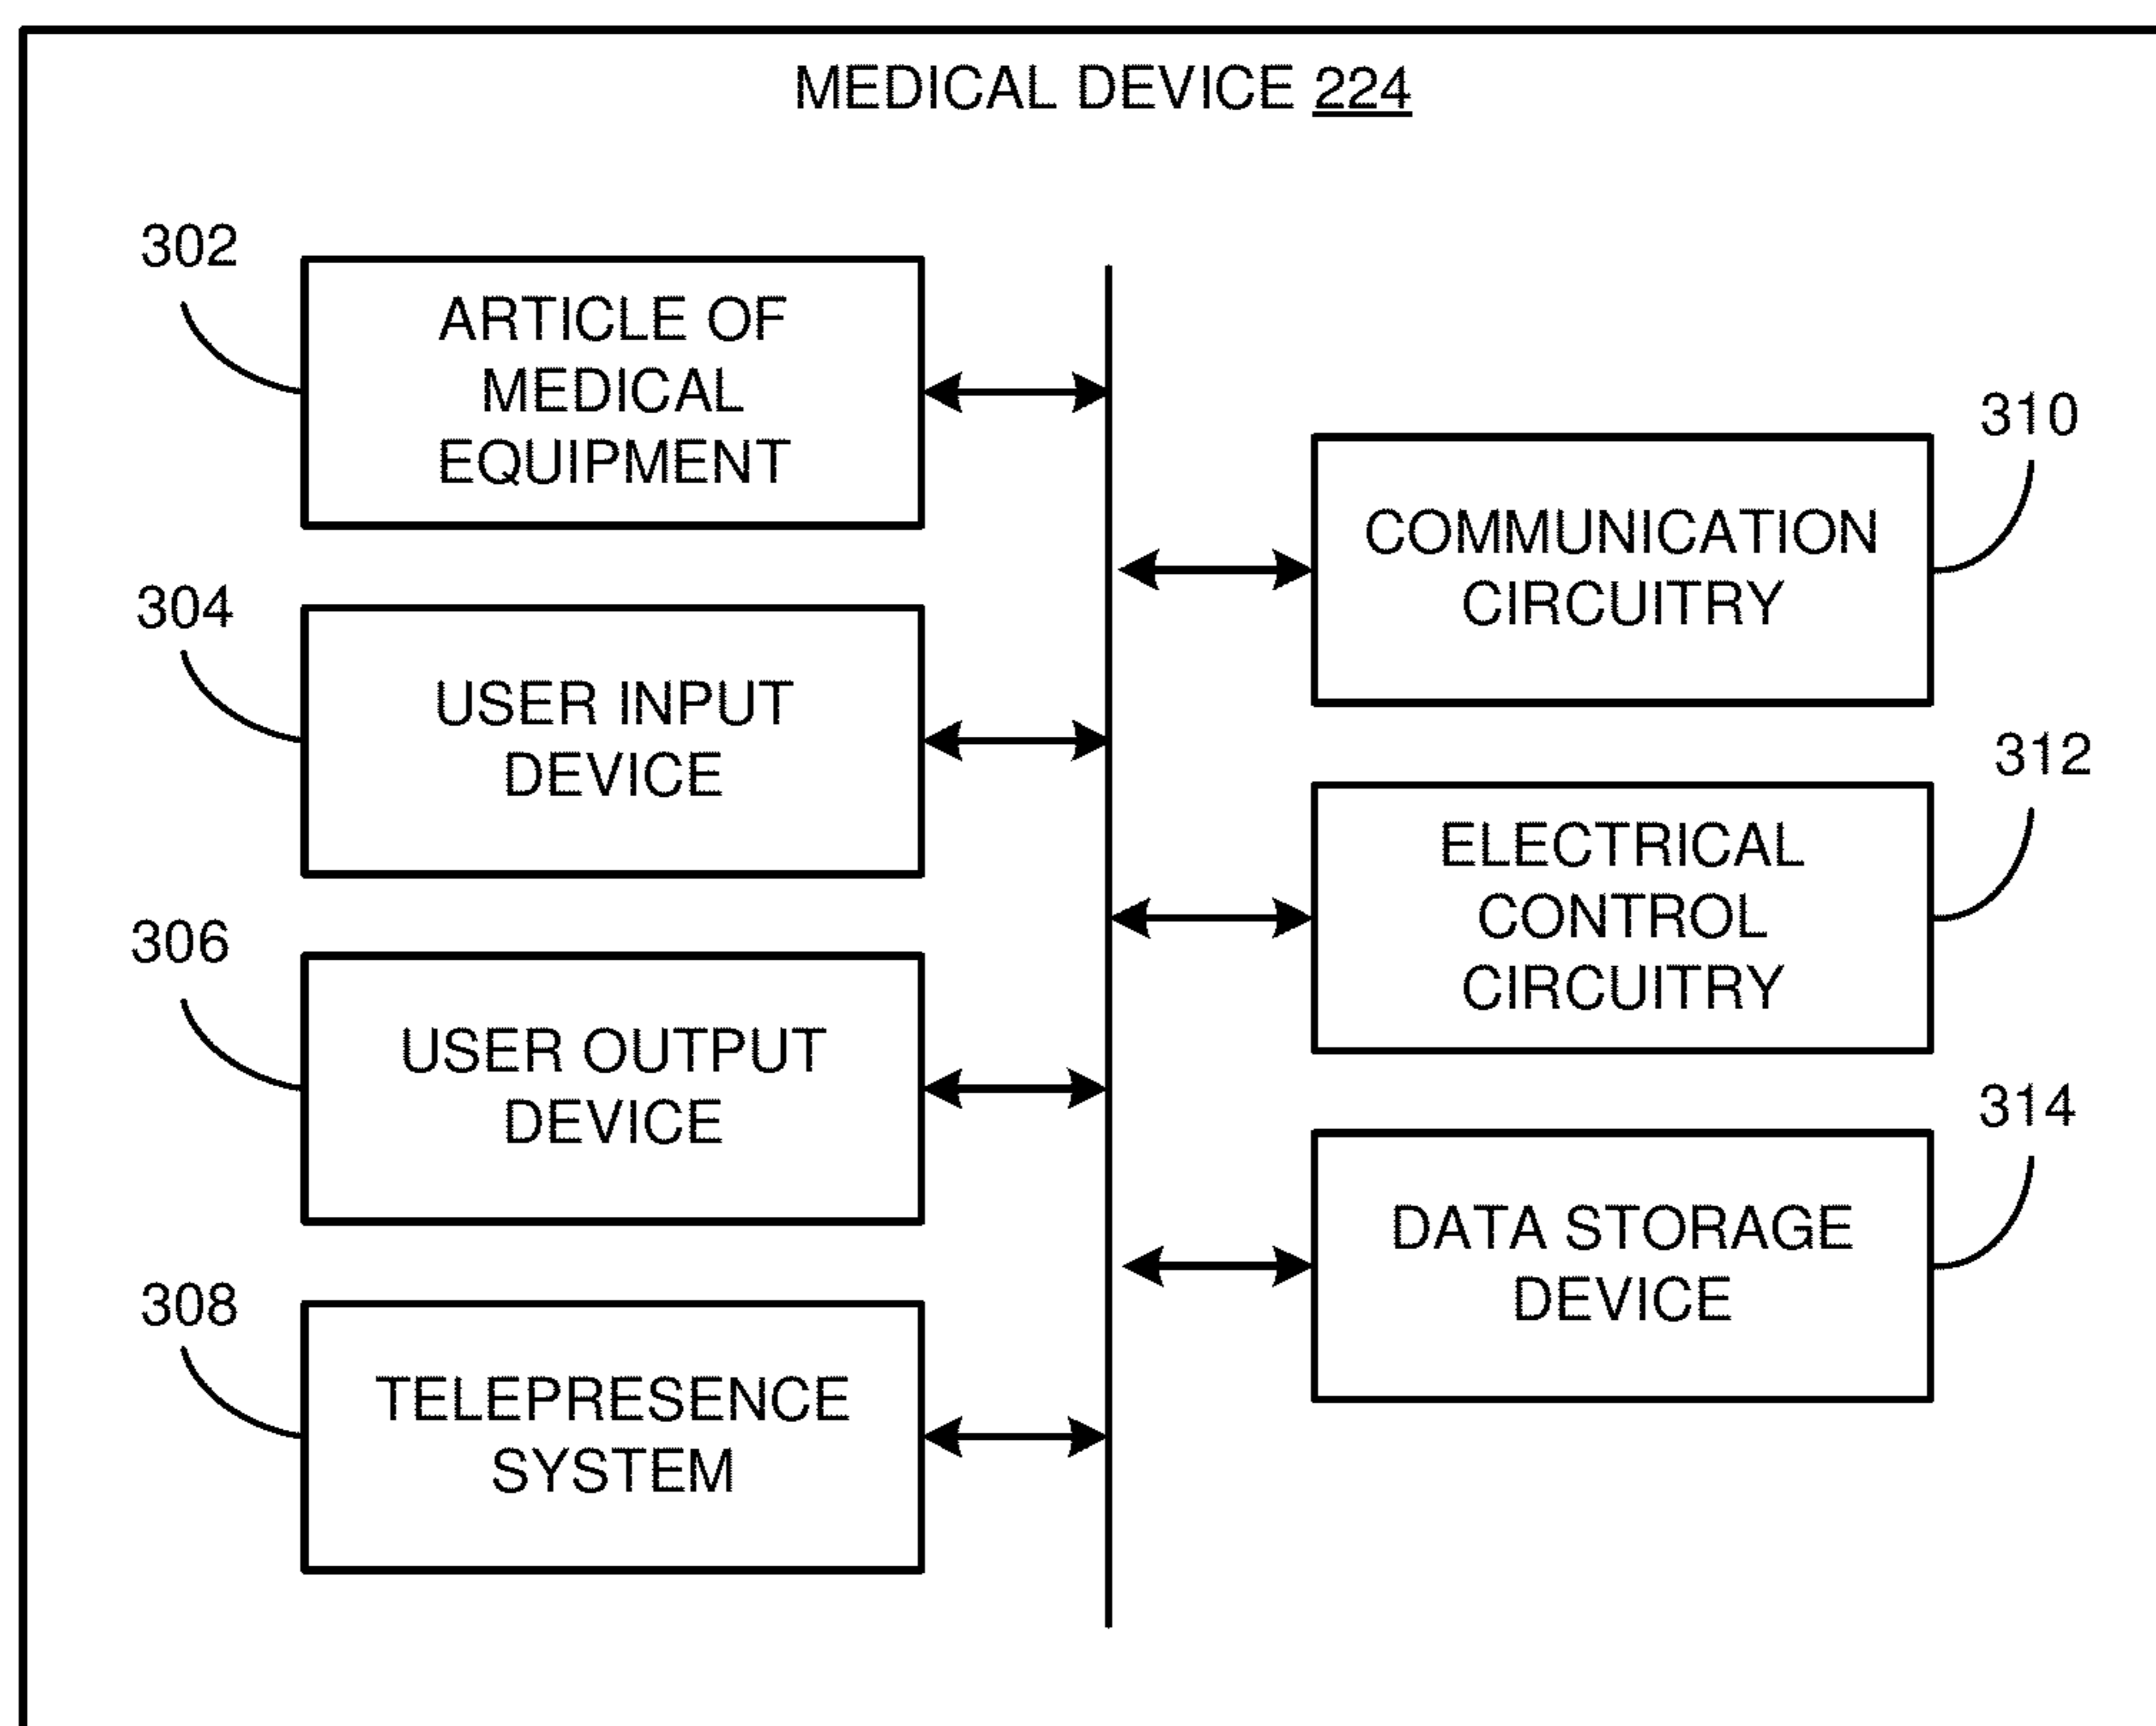 MEDICAL DEVICE 224
302
ARTICLE OF
MEDICAL
EQUIPMENT
304
USER INPUT
DEVICE
306
USER OUTPUT
DEVICE
308
TELEPRESENCE
SYSTEM
310
COMMUNICATION
CIRCUITRY
312
ELECTRICAL
CONTROL
CIRCUITRY
314
DATA STORAGE
DEVICE